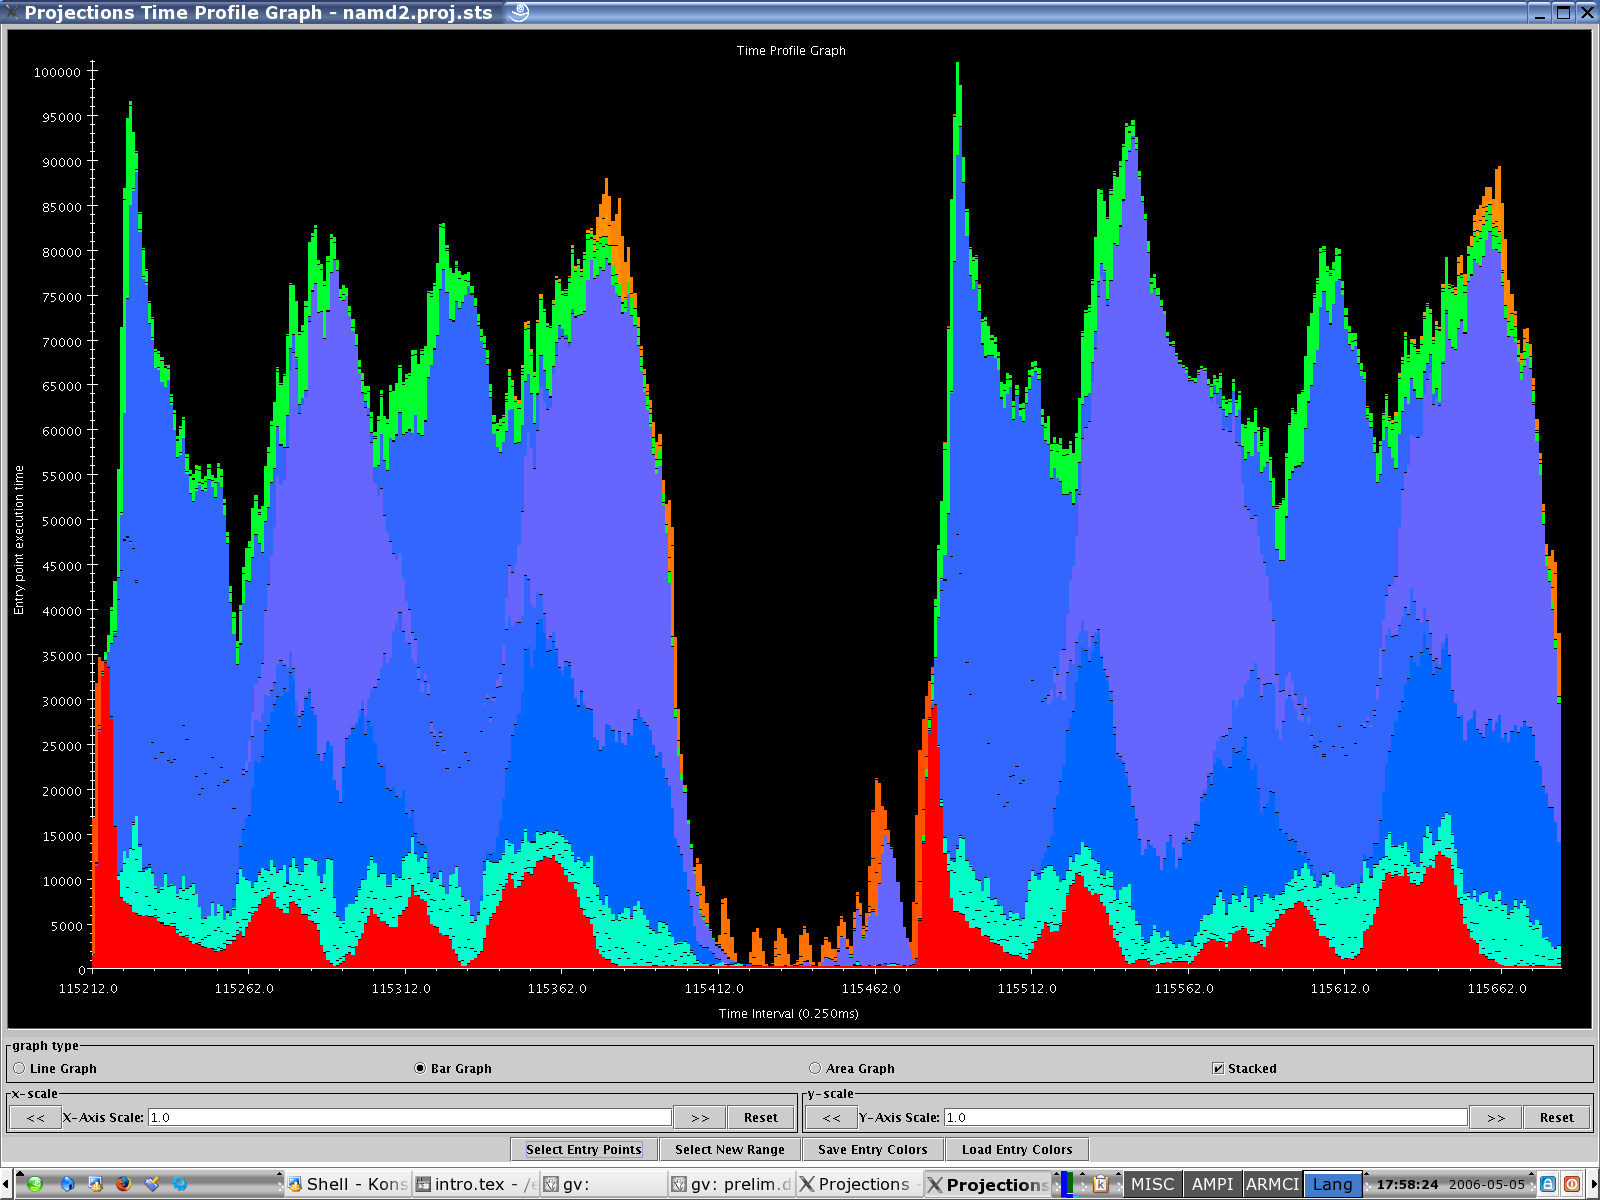 Projections Time Profile Graph - namd2.proj.sts
Time Profile Graph
100000
95000
90000
85000
80000
75000
70000
65000
60000
55000
50000
45000
40000
35000
30000
25000
20000
15000
10000
5000
0
Entry point execution time
115212.0 115262.0 115312.0 115362.0 115412.0 115462.0 115512.0 115562.0 115612.0 115662.0
Time Interval (0.250ms)
graph type
Line Graph Bar Graph Area Graph Stacked
x-scale y-scale
<< X-Axis Scale: 1.0 >> Reset << Y-Axis Scale: 1.0 >> Reset
Select Entry Points Select New Range Save Entry Colors Load Entry Colors
Shell - Kons intro.tex - /e gv: gv: prelim.d Projections Projections MISC AMPI ARMCI Lang 17:58:24 2006-05-05